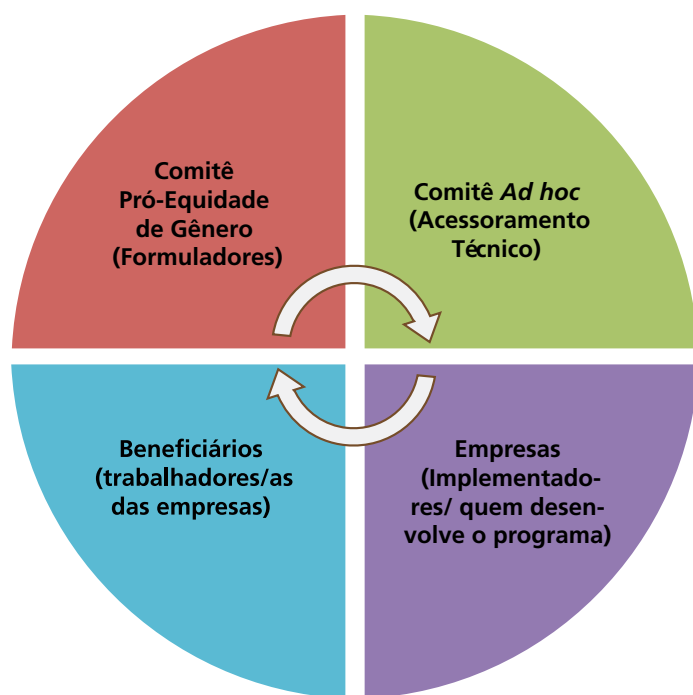 Comitê
Pró-Equidade
de Gênero
(Formuladores)
Comitê Ad hoc
(Acessoramento
Técnico)
Beneficiários
(trabalhadores/as
das empresas)
Empresas
(Implementado-
res/ quem desen-
volve o programa)